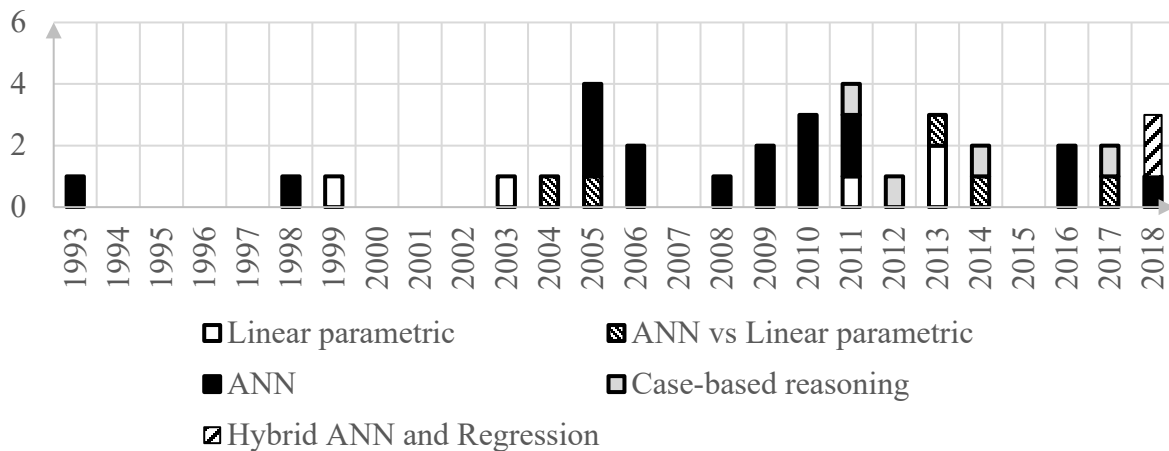 6
4
2
0
1993 1994 1995 1996 1997 1998 1999 2000 2001 2002 2003 2004 2005 2006 2007 2008 2009 2010 2011 2012 2013 2014 2015 2016 2017 2018
Linear parametric ANN vs Linear parametric
ANN Case-based reasoning
Hybrid ANN and Regression